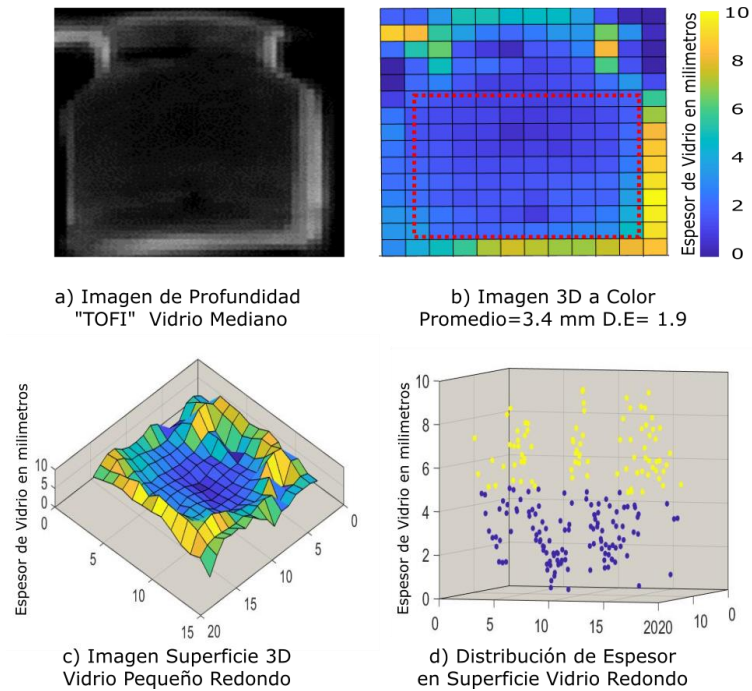 10
8
6
4
2
0
Espesor de Vidrio en milimetros
a) Imagen de Profundidad
"TOFI" Vidrio Mediano
b) Imagen 3D a Color
Promedio=3.4 mm D.E= 1.9
Espesor de Vidrio en milimetros
10
5
0
0
5
10
15
20
15
10
5
0
c) Imagen Superficie 3D
Vidrio Pequeño Redondo
Espesor de Vidrio en milimetros
10
8
6
4
2
0
0
5
10
15
2020
10
0
d) Distribución de Espesor
en Superficie Vidrio Redondo